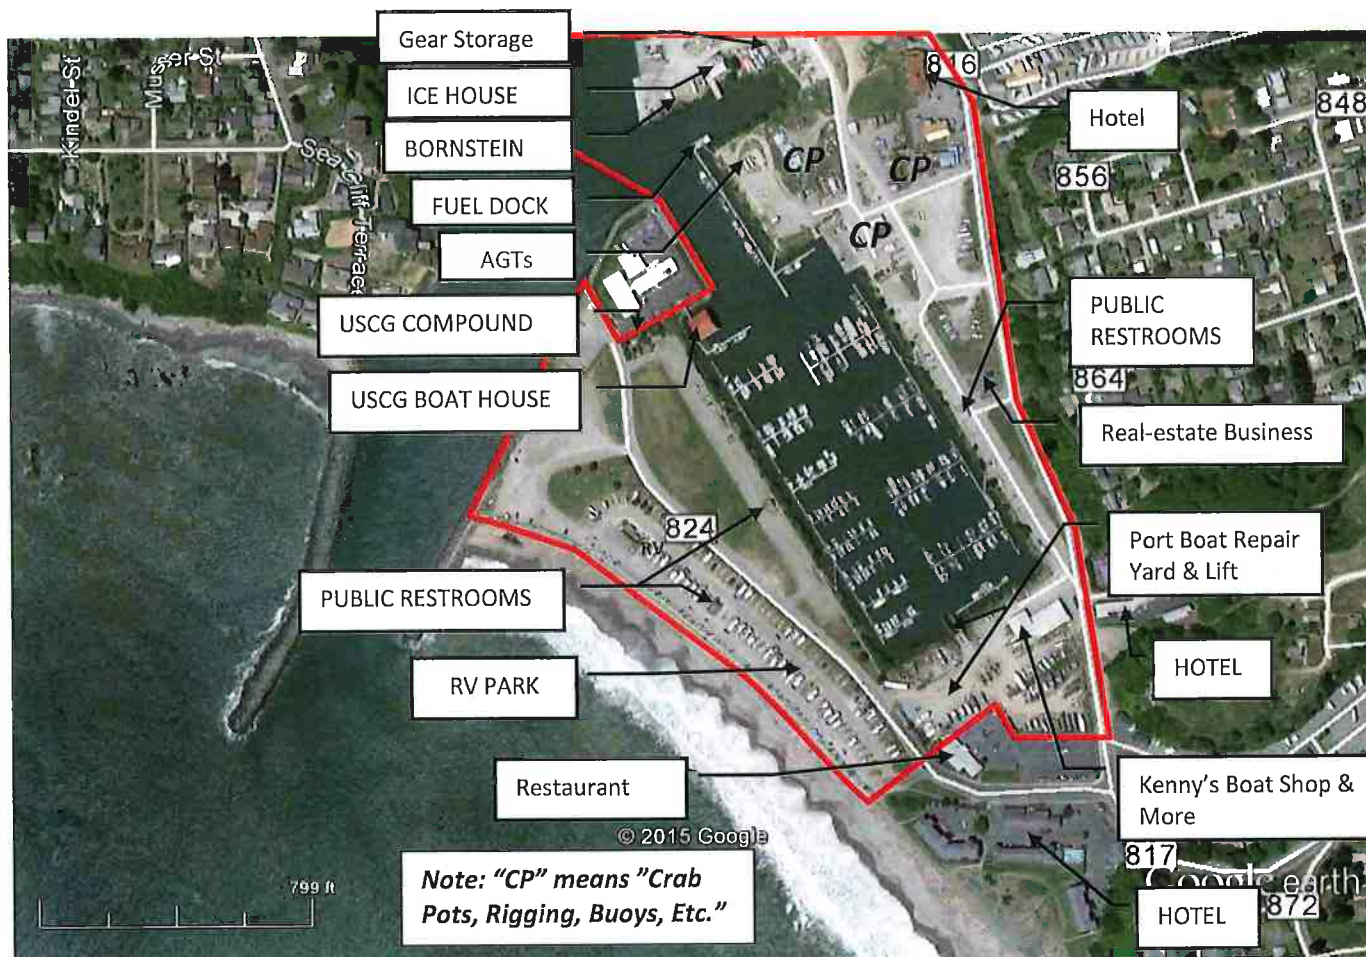 Gear Storage
ICE HOUSE
BORNSTEIN
FUEL DOCK
AGTs
USCG COMPOUND
USCG BOAT HOUSE
PUBLIC RESTROOMS
RV PARK
Restaurant
Note: “CP” means ”Crab
Pots, Rigging, Buoys, Etc.”
Kindel St
Sea Cliff Terrace
CP
CP
CP
RV
824
816
Hotel
848
856
PUBLIC
RESTROOMS
864
Real-estate Business
Port Boat Repair
Yard & Lift
HOTEL
Kenny’s Boat Shop &
More
817
HOTEL
872
© 2015 Google
Google earth
799 ft